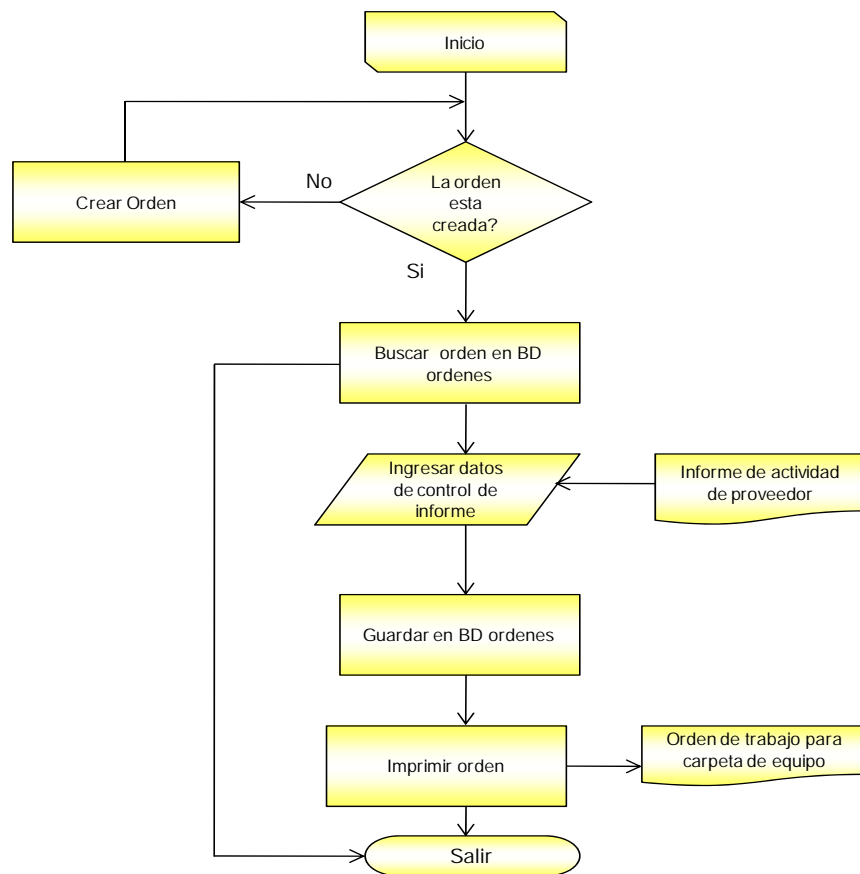 Inicio
No
La orden
esta
creada?
Crear Orden
Si
Buscar orden en BD
ordenes
Ingresar datos
de control de
informe
Informe de actividad
de proveedor
Guardar en BD ordenes
Imprimir orden
Orden de trabajo para
carpeta de equipo
Salir